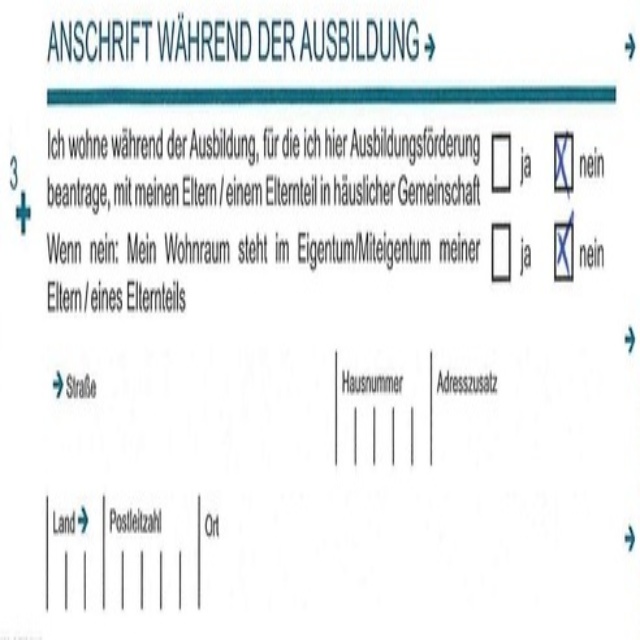 ANSCHRIFT WÄHREND DER AUSBILDUNG
Ich wohne während der Ausbildung, für die ich hier Ausbildungsförderung
beantrage, mit meinen Eltern / einem Elternteil in häuslicher Gemeinschaft
ja nein
3
Wenn nein: Mein Wohnraum steht im Eigentum/Miteigentum meiner
Eltern / eines Elternteils
ja nein
Straße Hausnummer Adresszusatz
Land Postleitzahl Ort